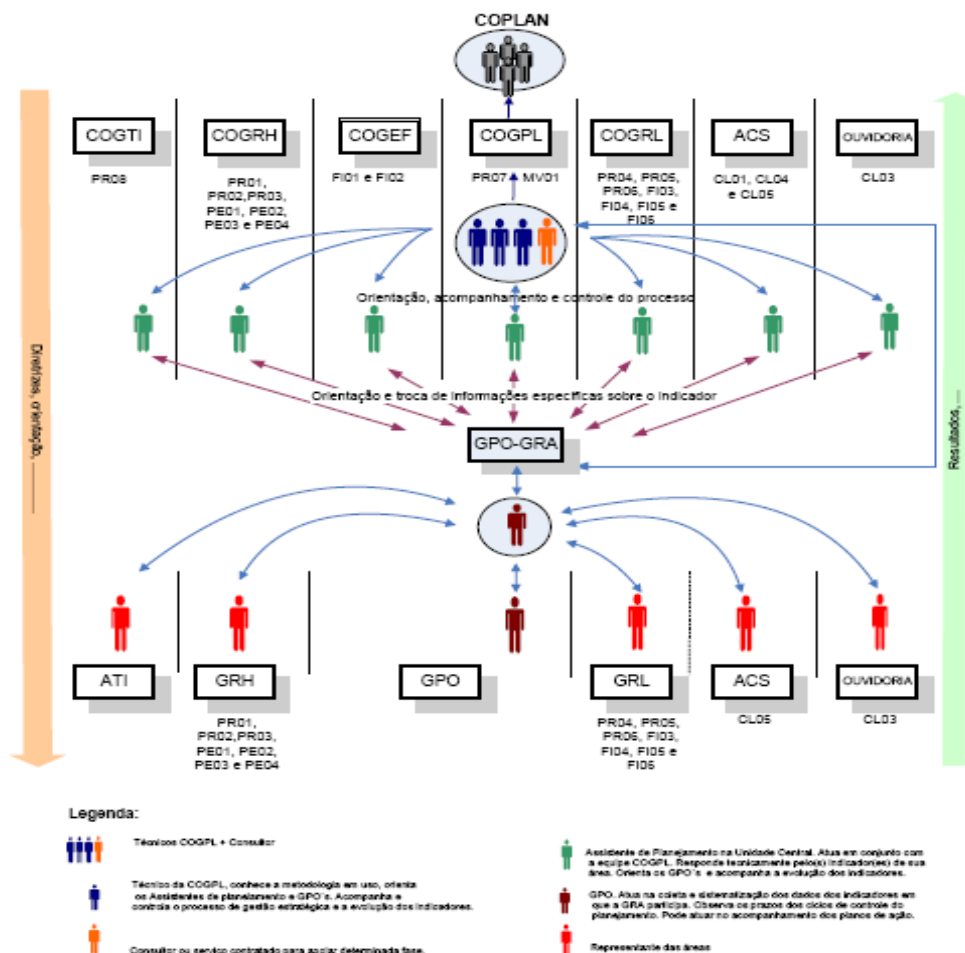 COPLAN
COGTI
COGRH
COGEF
COGPL
COGRL
ACS
OUVIDORIA
PR08
PR01,
PR02,PR03,
PE01, PE02,
PE03 e PE04
FI01 e FI02
PR07 MV01
PR04, PR05,
PR06, FI03,
FI04, FI05 e
FI06
CL01, CL04
e CL05
CL03
Orientação, acompanhamento e controle do processo
Orientação e troca de informações específicas sobre o indicador
GPO-GRA
Diretrizes, orientação, ..........
Resultados, ....
ATI
GRH
GPO
GRL
ACS
OUVIDORIA
PR01,
PR02,PR03,
PE01, PE02,
PE03 e PE04
PR04, PR05,
PR06, FI03,
FI04, FI05 e
FI06
CL05
CL03
Legenda:
Técnicos COGPL + Consultor
Técnico da COGPL, conhece a metodologia em uso, orienta
os Assistentes de planejamento e GPO´s. Acompanha e
controla o processo de gestão estratégica e a evolução dos indicadores.
Consultor ou serviço contratado para apoiar determinada fase.
Assistente de Planejamento na Unidade Central. Atua em conjunto com
a equipe COGPL. Responde tecnicamente pelo(s) indicador(es) de sua
área. Orienta os GPO´s e acompanha a evolução dos indicadores.
GPO. Atua na coleta e sistematização dos dados dos indicadores em
que a GRA participa. Observa os prazos dos ciclos de controle do
planejamento. Pode atuar no acompanhamento dos planos de ação.
Representante das áreas